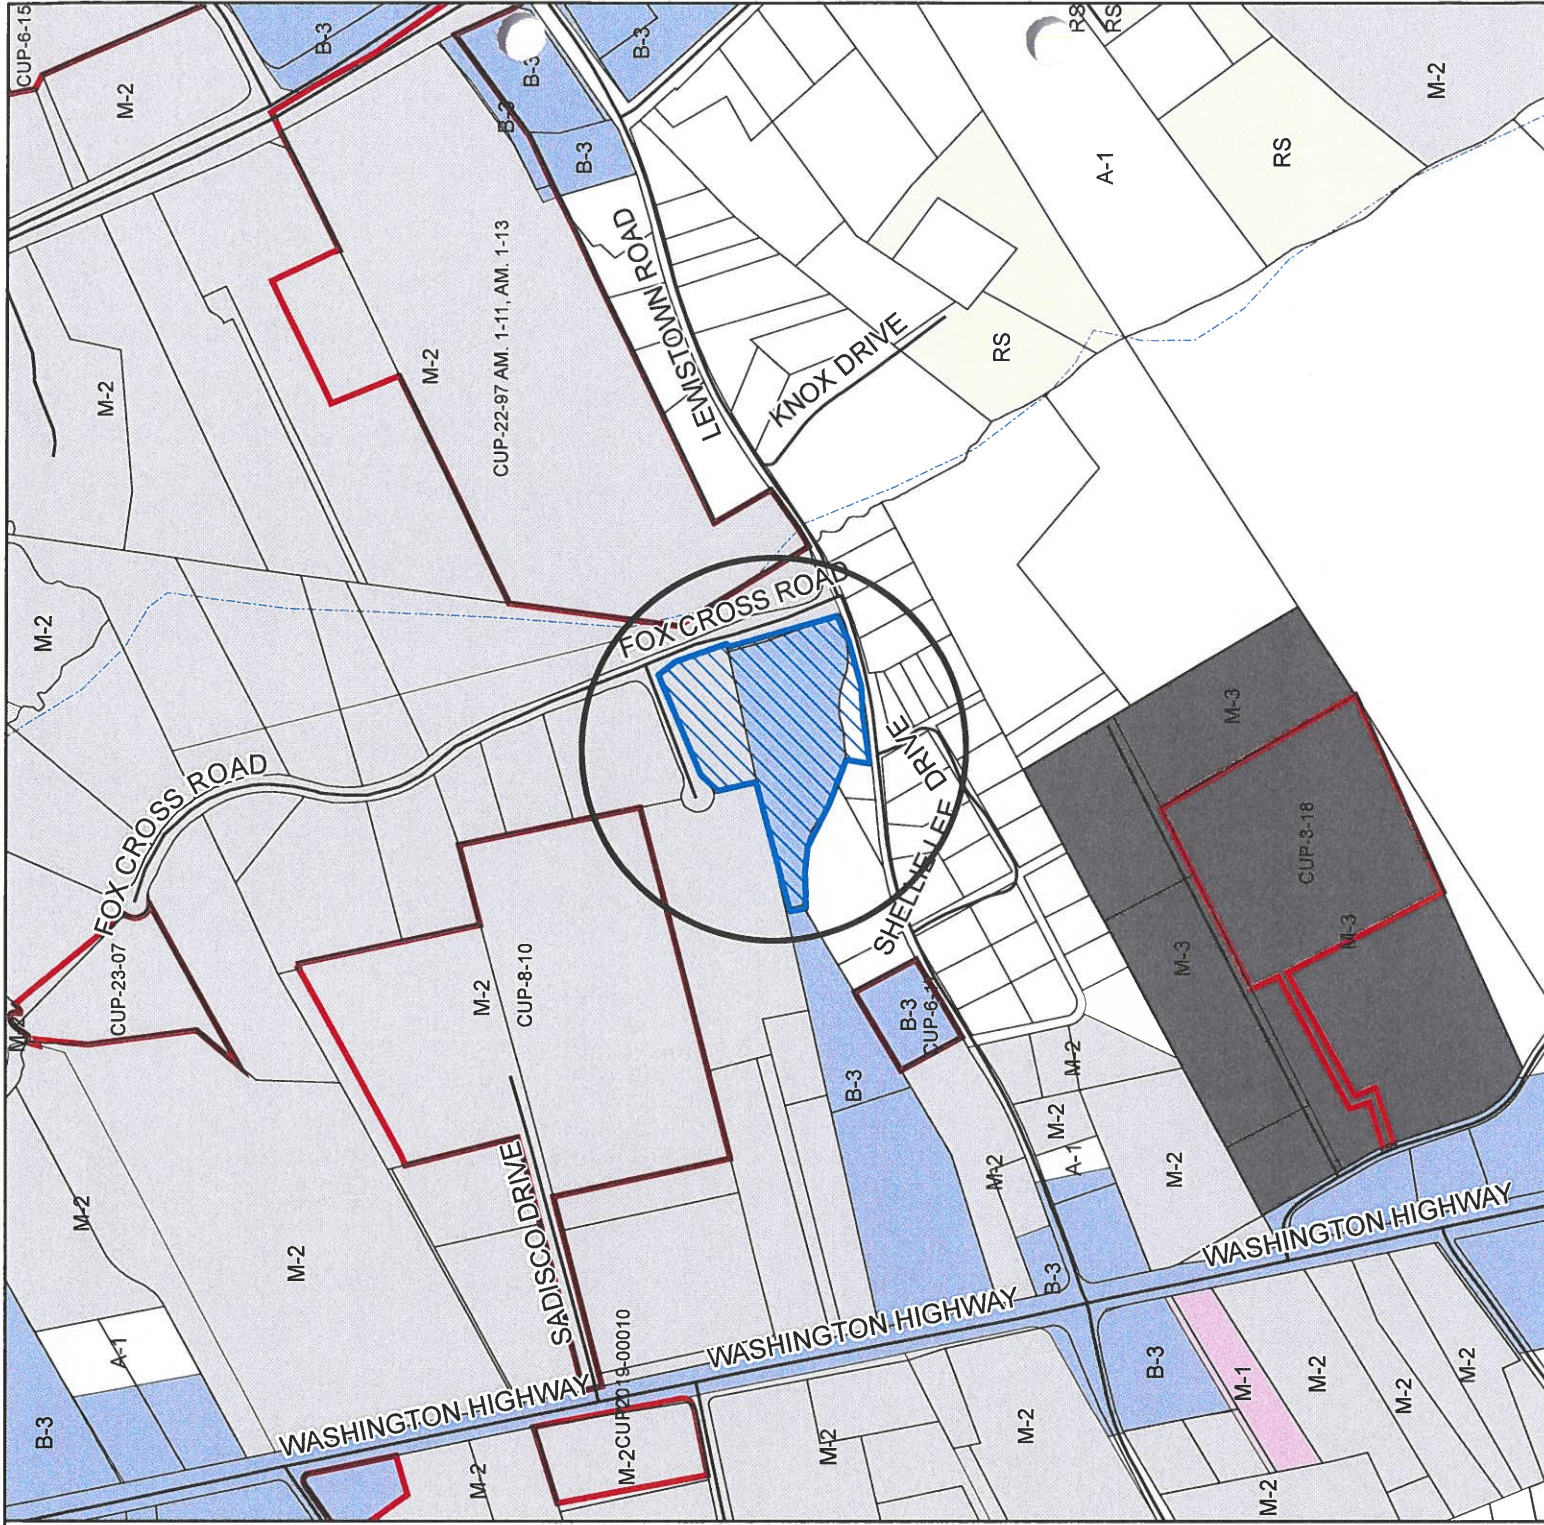 CUP-6-15
M-2
B-3
B-3
RS
RS
B-3
B-3
B-3
M-2
A-1
RS
M-2
M-2
CUP-22-97 AM. 1-11, AM. 1-13
LEWISTOWN ROAD
KNOX DRIVE
RS
M-2
FOX CROSS ROAD
FOX CROSS ROAD
CUP-23-07
M-2
CUP-8-10
SHELLIE LEE DRIVE
B-3
B-3
M-3
M-3
CUP-3-18
M-3
M-2
M-2
A-1
M-2
M-2
M-2
M-2
SADISCO DRIVE
A-1
B-3
WASHINGTON HIGHWAY
WASHINGTON HIGHWAY
WASHINGTON HIGHWAY
B-3
M-2
M-2
CUP2019-00010
M-2
M-2
B-3
M-1
M-2
M-2
M-2
M-2